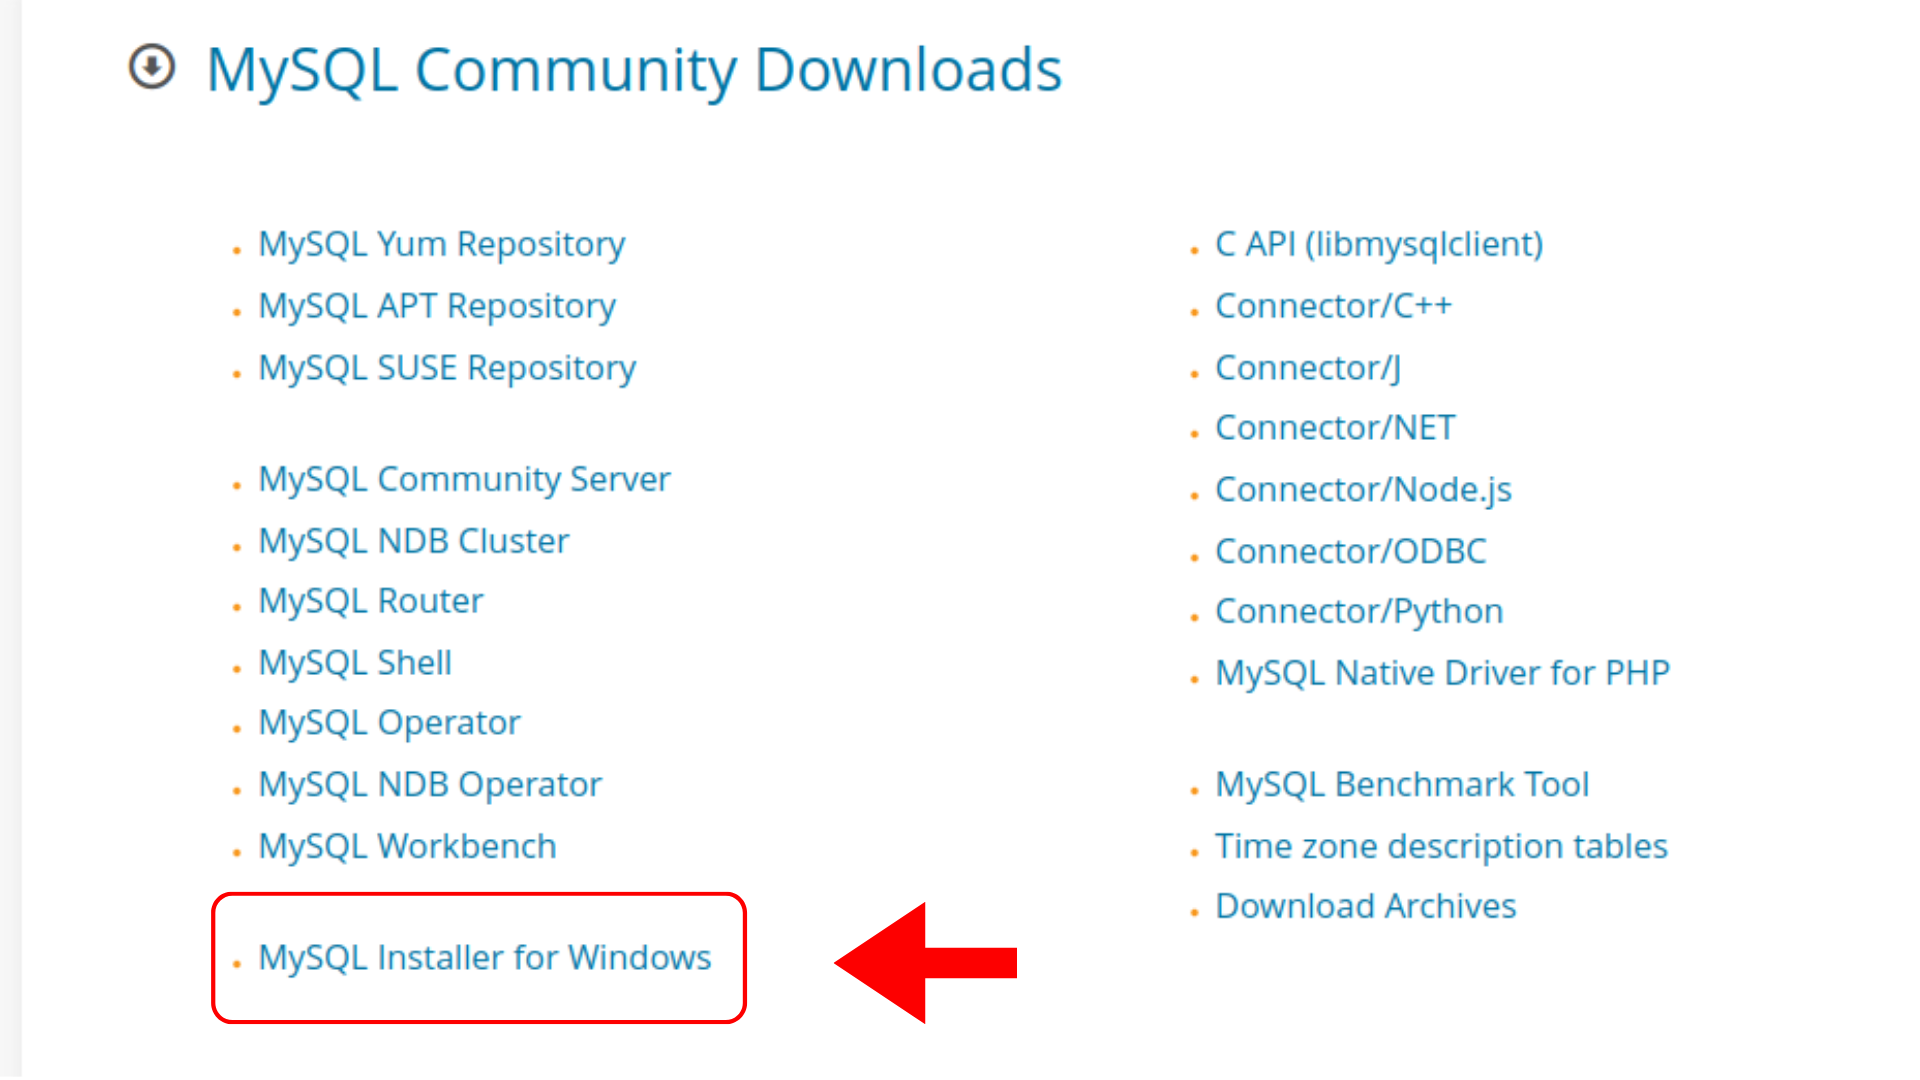 MySQL Community Downloads
MySQL Yum Repository
MySQL APT Repository
MySQL SUSE Repository
MySQL Community Server
MySQL NDB Cluster
MySQL Router
MySQL Shell
MySQL Operator
MySQL NDB Operator
MySQL Workbench
MySQL Installer for Windows
C API (libmysqlclient)
Connector/C++
Connector/J
Connector/NET
Connector/Node.js
Connector/ODBC
Connector/Python
MySQL Native Driver for PHP
MySQL Benchmark Tool
Time zone description tables
Download Archives